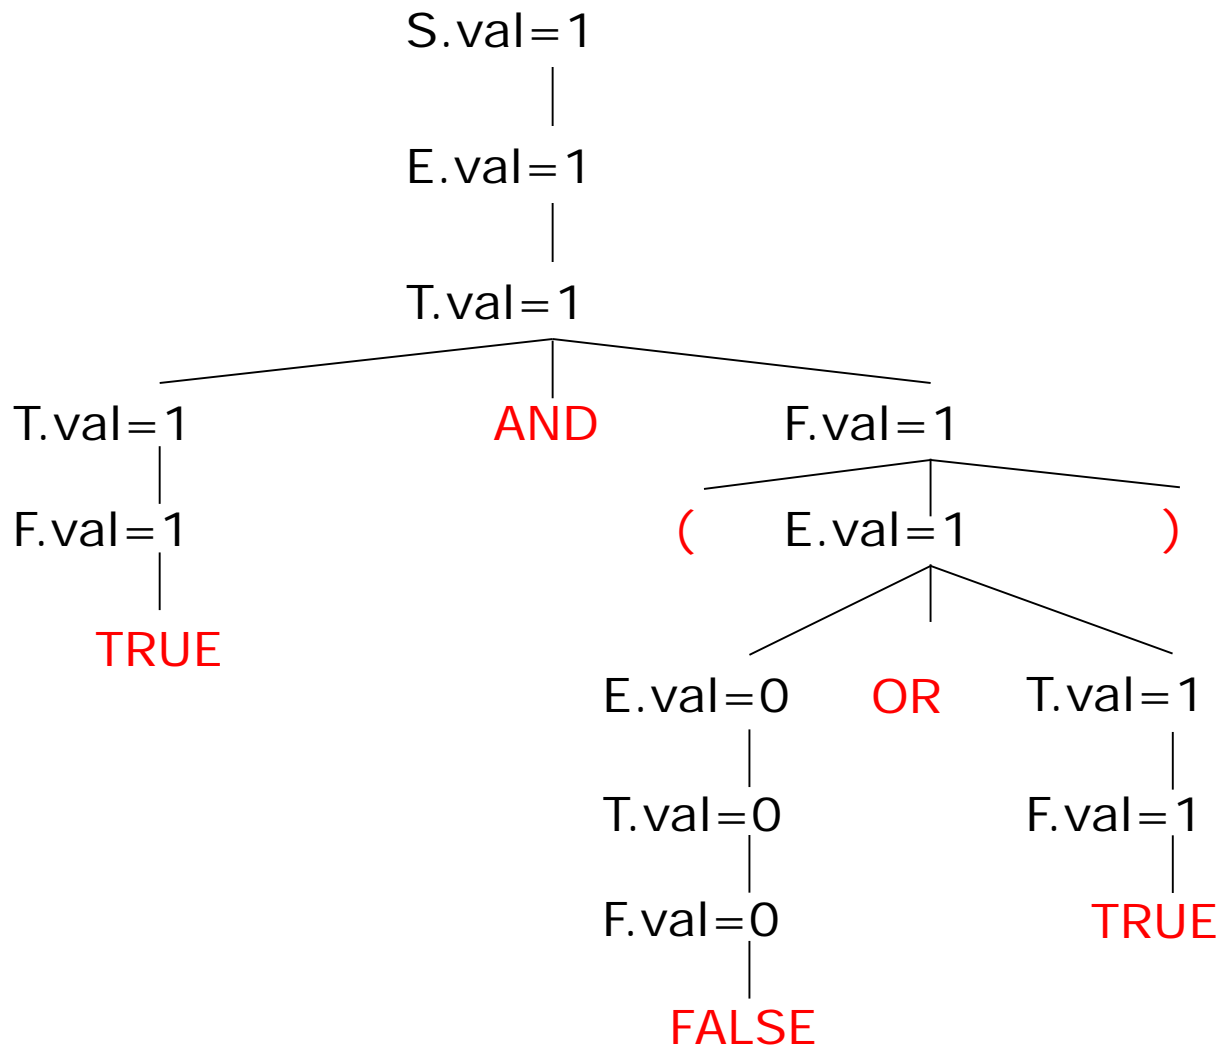 S.val=1
E.val=1
T.val=1
T.val=1 AND F.val=1
F.val=1 ( E.val=1 )
TRUE
E.val=0 OR T.val=1
T.val=0 F.val=1
F.val=0 TRUE
FALSE